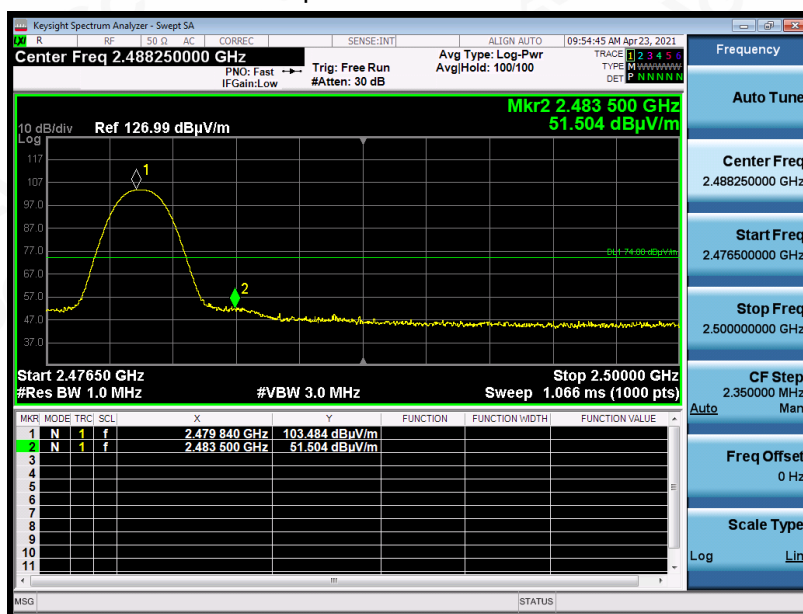 Keysight Spectrum Analyzer - Swept SA
LXI R RF 50 Ω AC CORREC SENSE:INT ALIGN AUTO 09:54:45 AM Apr 23, 2021
Center Freq 2.488250000 GHz
PNO: Fast
IFGain:Low
Trig: Free Run
#Atten: 30 dB
Avg Type: Log-Pwr
Avg|Hold: 100/100
TRACE 1 2 3 4 5 6
TYPE M W W W W W
DET P N N N N N
Mkr2 2.483 500 GHz
51.504 dBµV/m
10 dB/div Ref 126.99 dBµV/m
Log
117
107
97.0
87.0
77.0
67.0
57.0
47.0
37.0
1
2
DL1 74.00 dBµV/m
Start 2.47650 GHz Stop 2.50000 GHz
#Res BW 1.0 MHz #VBW 3.0 MHz Sweep 1.066 ms (1000 pts)
MKR MODE TRC SCL X Y FUNCTION FUNCTION WIDTH FUNCTION VALUE
1 N 1 f 2.479 840 GHz 103.484 dBµV/m
2 N 1 f 2.483 500 GHz 51.504 dBµV/m
3
4
5
6
7
8
9
10
11
MSG STATUS
Frequency
Auto Tune
Center Freq
2.488250000 GHz
Start Freq
2.476500000 GHz
Stop Freq
2.500000000 GHz
CF Step
2.350000 MHz
Auto Man
Freq Offset
0 Hz
Scale Type
Log Lin